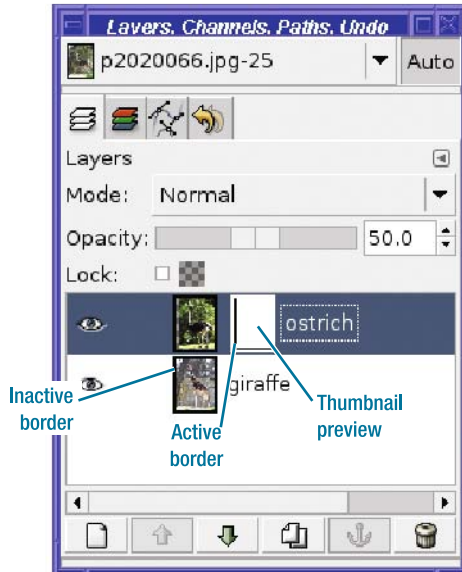 Layers, Channels, Paths, Undo
p2020066.jpg-25
Auto
Layers
Mode: Normal
Opacity: 50.0
Lock:
ostrich
giraffe
Inactive
border
Active
border
Thumbnail
preview